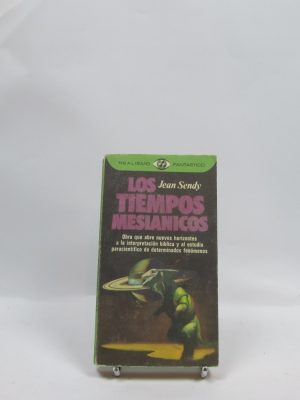 REALISMO FANTASTICO
Jean Sendy
LOS
TIEMPOS
MESIANICOS
Obra que abre nuevos horizontes
a la interpretación bíblica y al estudio
paracientífico de determinados fenómenos